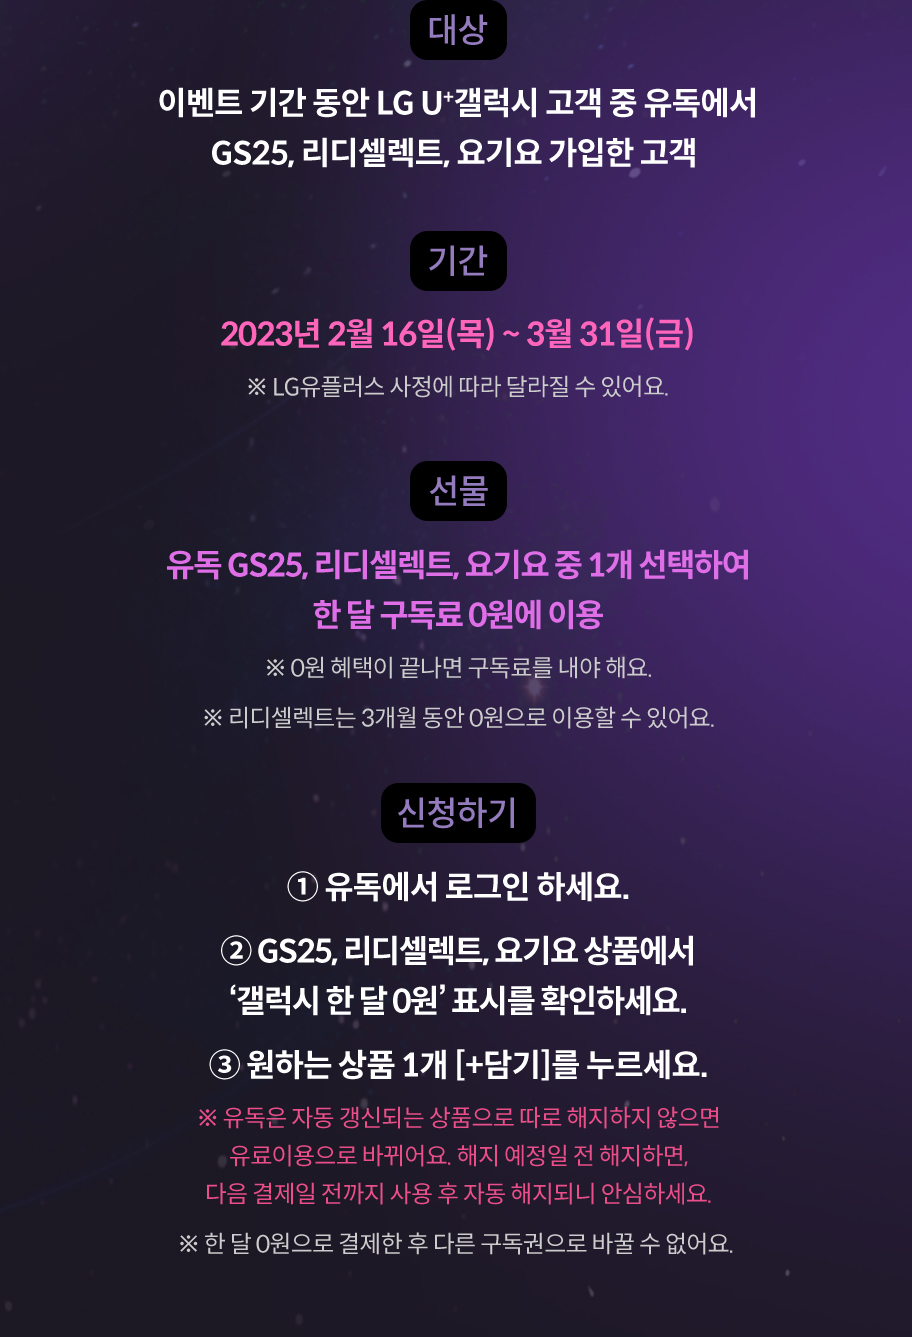 대상
이벤트 기간 동안 LG U+갤럭시 고객 중 유독에서
GS25, 리디셀렉트, 요기요 가입한 고객
기간
2023년 2월 16일(목) ~ 3월 31일(금)
※ LG유플러스 사정에 따라 달라질 수 있어요.
선물
유독 GS25, 리디셀렉트, 요기요 중 1개 선택하여
한 달 구독료 0원에 이용
※ 0원 혜택이 끝나면 구독료를 내야 해요.
※ 리디셀렉트는 3개월 동안 0원으로 이용할 수 있어요.
신청하기
① 유독에서 로그인 하세요.
② GS25, 리디셀렉트, 요기요 상품에서
‘갤럭시 한 달 0원’ 표시를 확인하세요.
③ 원하는 상품 1개 [+담기]를 누르세요.
※ 유독은 자동 갱신되는 상품으로 따로 해지하지 않으면
유료이용으로 바뀌어요. 해지 예정일 전 해지하면,
다음 결제일 전까지 사용 후 자동 해지되니 안심하세요.
※ 한 달 0원으로 결제한 후 다른 구독권으로 바꿀 수 없어요.